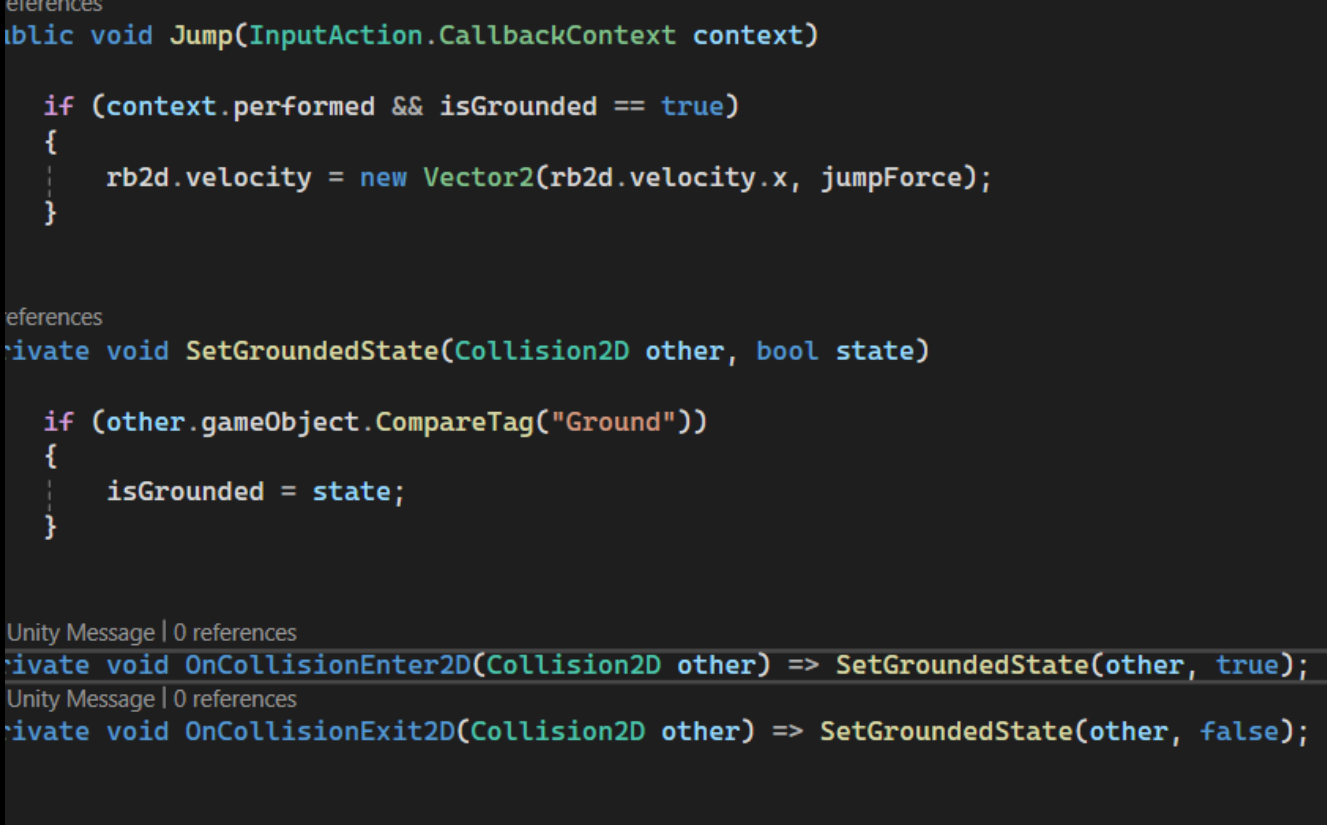 eferences
ublic void Jump(InputAction.CallbackContext context)
if (context.performed && isGrounded == true)
{
rb2d.velocity = new Vector2(rb2d.velocity.x, jumpForce);
}
eferences
rivate void SetGroundedState(Collision2D other, bool state)
if (other.gameObject.CompareTag("Ground"))
{
isGrounded = state;
}
Unity Message | 0 references
rivate void OnCollisionEnter2D(Collision2D other) => SetGroundedState(other, true);
Unity Message | 0 references
rivate void OnCollisionExit2D(Collision2D other) => SetGroundedState(other, false);